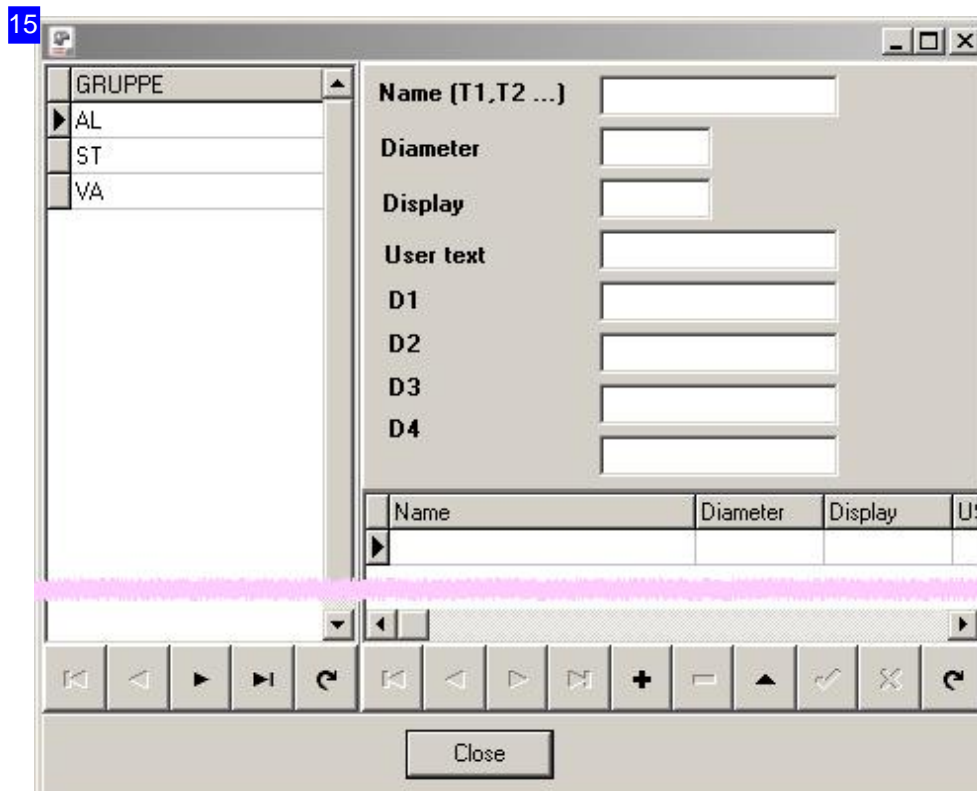 15
GRUPPE
AL
ST
VA
Name (T1,T2 ...)
Diameter
Display
User text
D1
D2
D3
D4
Name Diameter Display US
Close